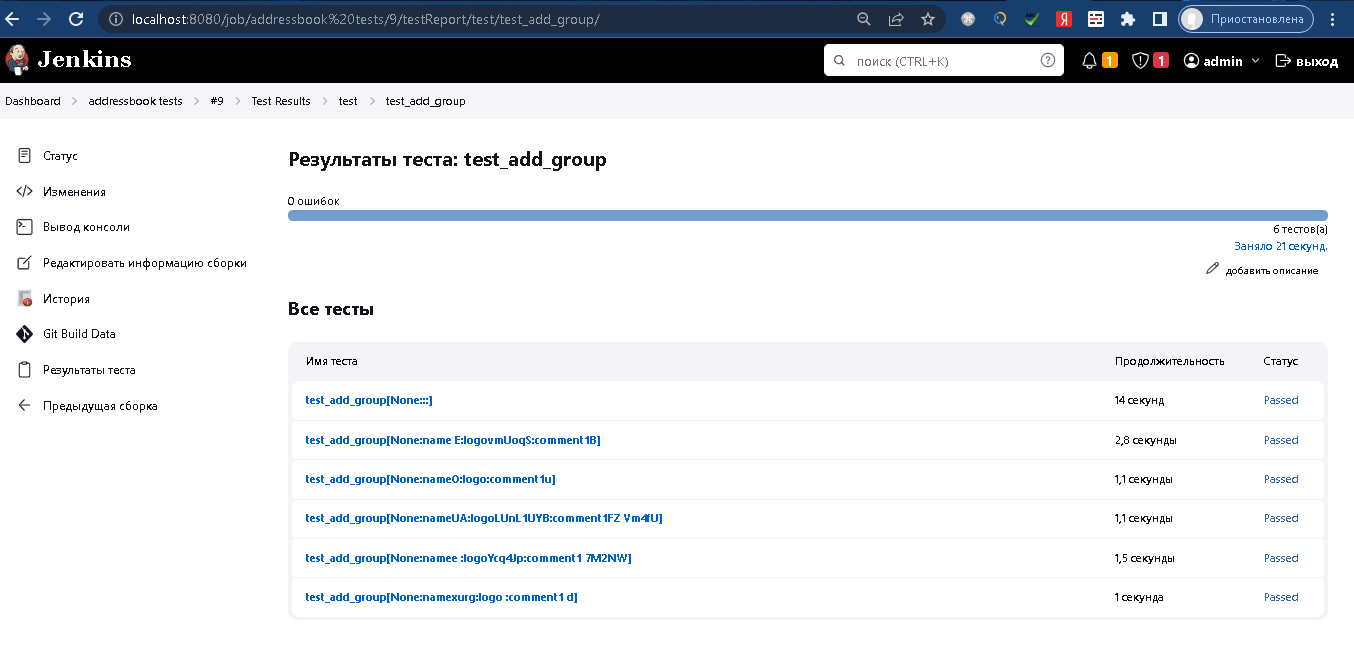 localhost:8080/job/addressbook%20tests/9/testReport/test/test_add_group/
Приостановлена
Jenkins
поиск (CTRL+K)
1
1
admin
выход
Dashboard > addressbook tests > #9 > Test Results > test > test_add_group
Статус
Изменения
Вывод консоли
Редактировать информацию сборки
История
Git Build Data
Результаты теста
Предыдущая сборка
Результаты теста: test_add_group
0 ошибок
6 тестов(а)
Заняло 21 секунд.
добавить описание
Все тесты
Имя теста Продолжительность Статус
test_add_group[None:::] 14 секунд Passed
test_add_group[None:name E:logovmUoqS:comment1B] 2,8 секунды Passed
test_add_group[None:nameO:logo:comment1u] 1,1 секунды Passed
test_add_group[None:nameUA:logoLUnL1UYB:comment1FZ Vm4fU] 1,1 секунды Passed
test_add_group[None:namee :logoYcq4Jp:comment1 7M2NW] 1,5 секунды Passed
test_add_group[None:namexurg:logo :comment1 d] 1 секунда Passed